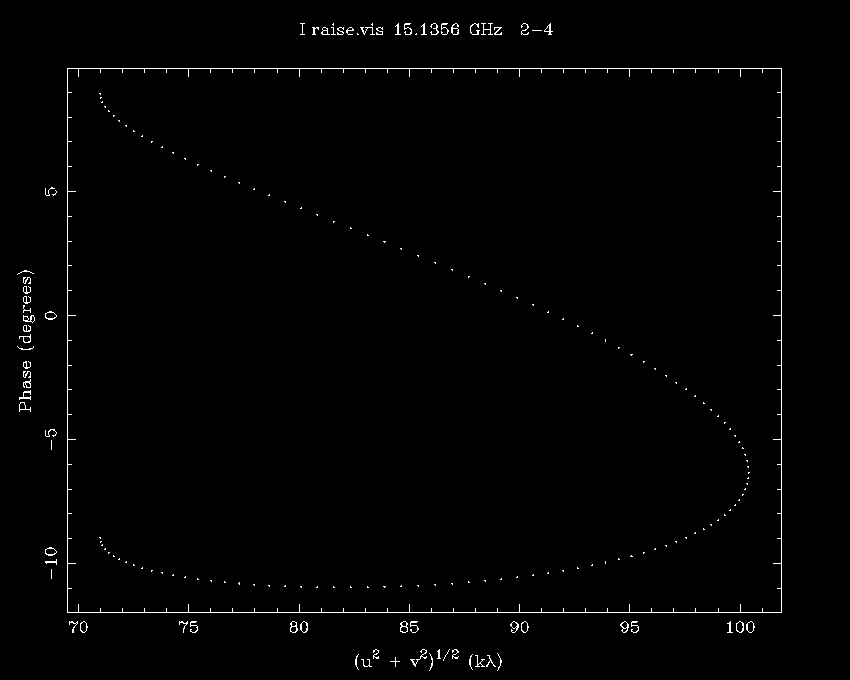 I raise.vis 15.1356 GHz 2−4
5
0
−5
−10
Phase (degrees)
70 75 80 85 90 95 100
(u² + v²)^1/2 (kλ)